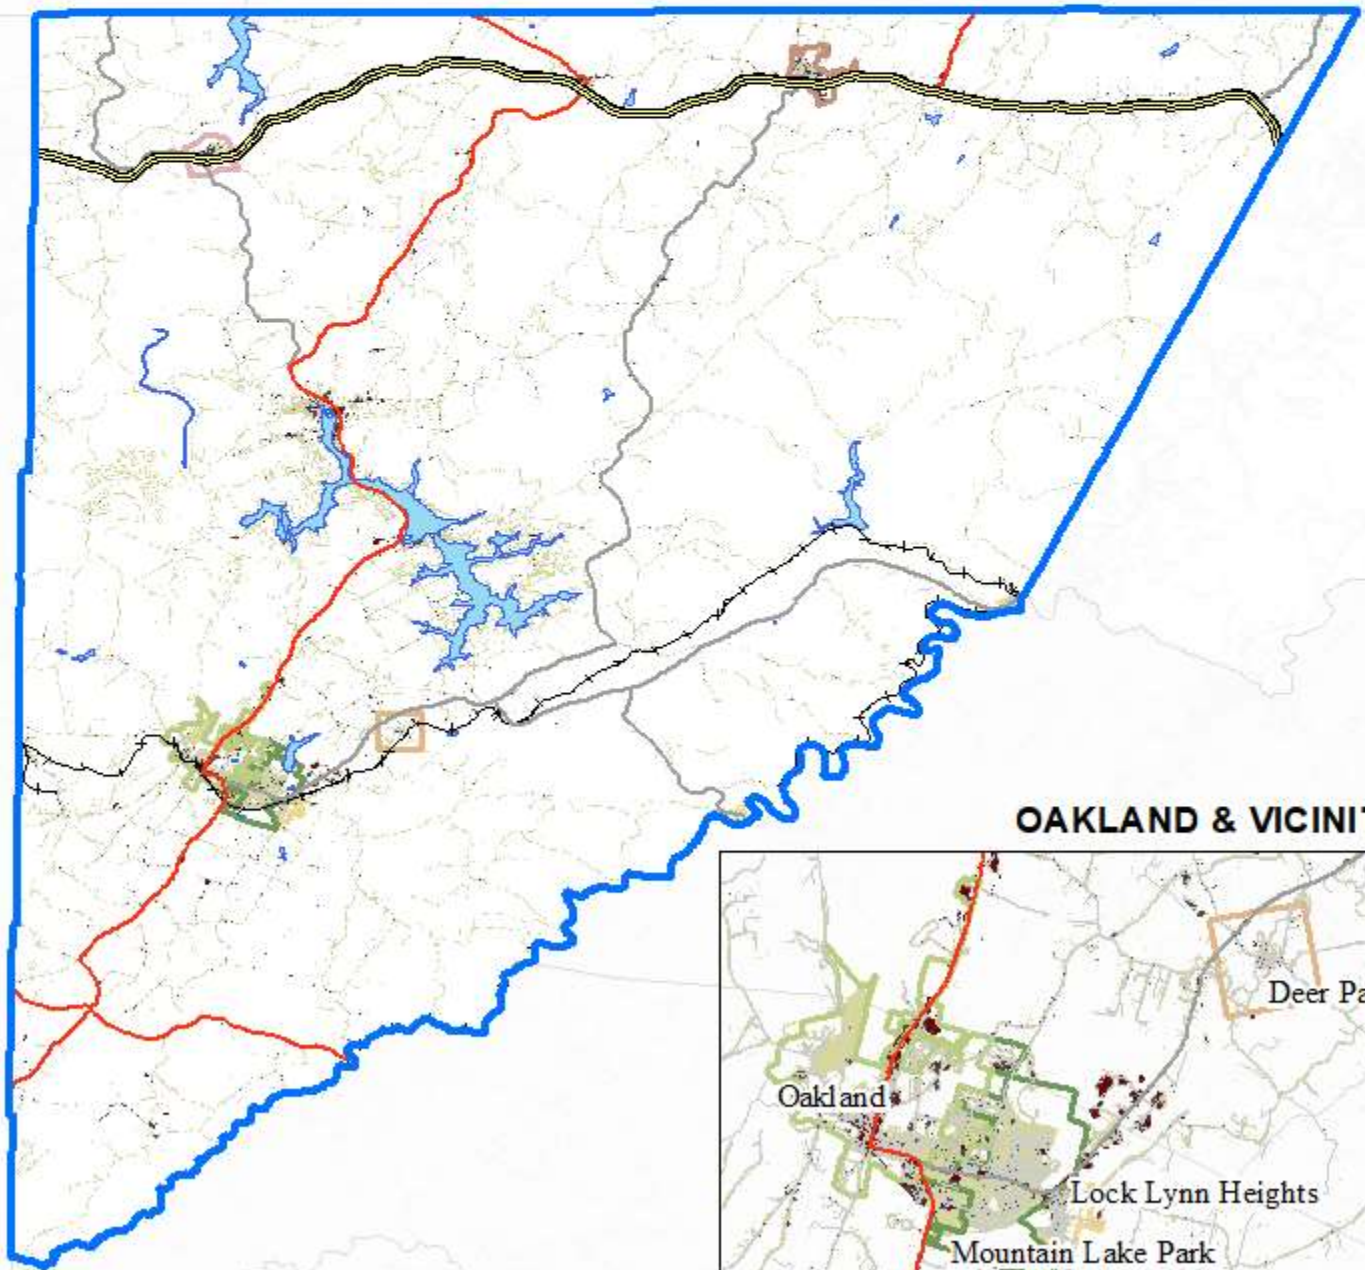 OAKLAND & VICINI
Deer Pa
Oakland
Lock Lynn Heights
Mountain Lake Park